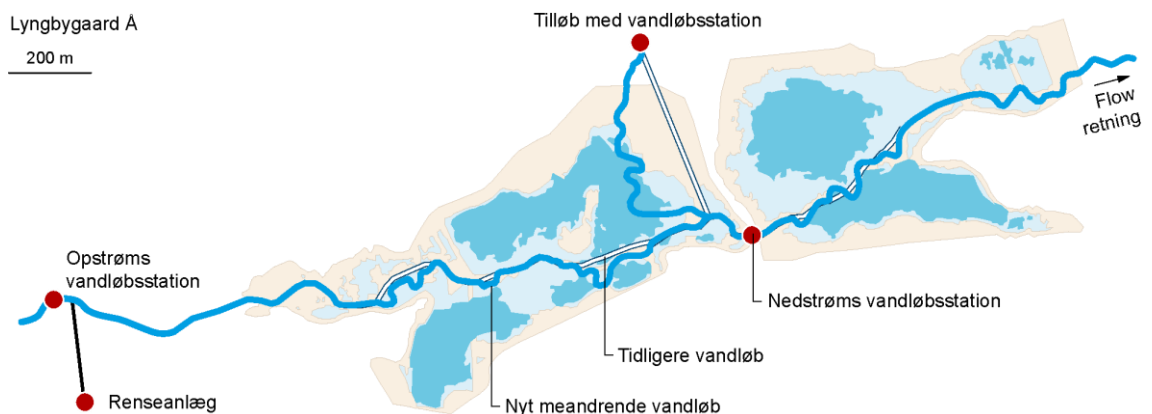 Lyngbygaard Å
200 m
Tilløb med vandløbsstation
Flow
retning
Opstrøms
vandløbsstation
Nedstrøms vandløbsstation
Tidligere vandløb
Renseanlæg
Nyt meandrende vandløb